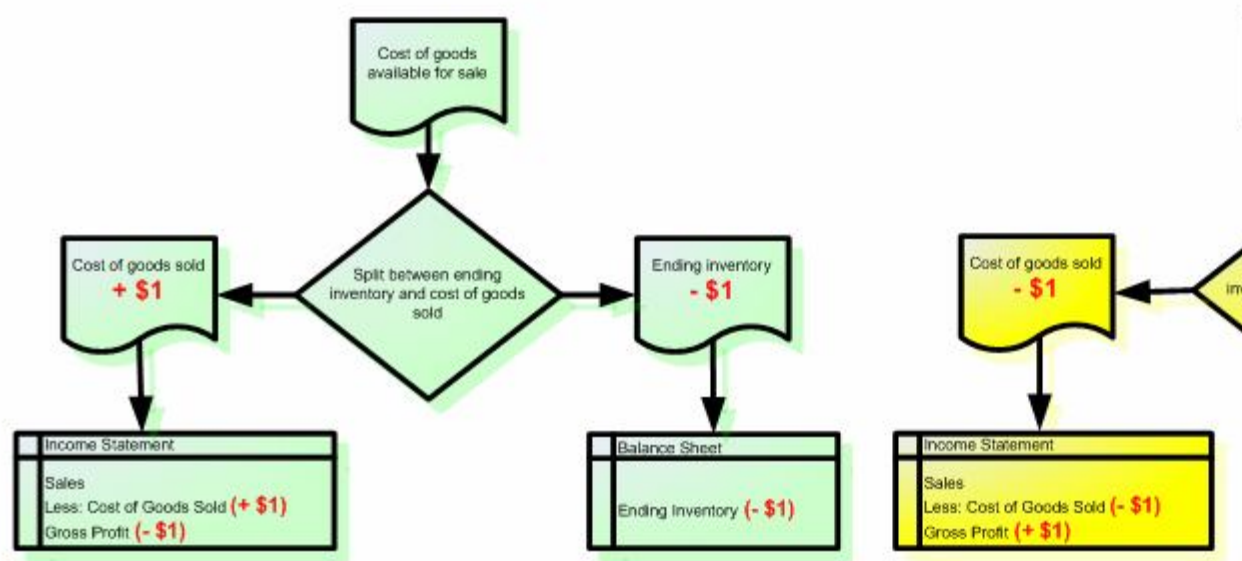 Cost of goods
available for sale
Cost of goods sold
+ $1
Split between ending
inventory and cost of goods
sold
Ending inventory
- $1
Income Statement
Sales
Less: Cost of Goods Sold (+ $1)
Gross Profit (- $1)
Balance Sheet
Ending Inventory (- $1)
Cost of goods sold
- $1
Income Statement
Sales
Less: Cost of Goods Sold (- $1)
Gross Profit (+ $1)